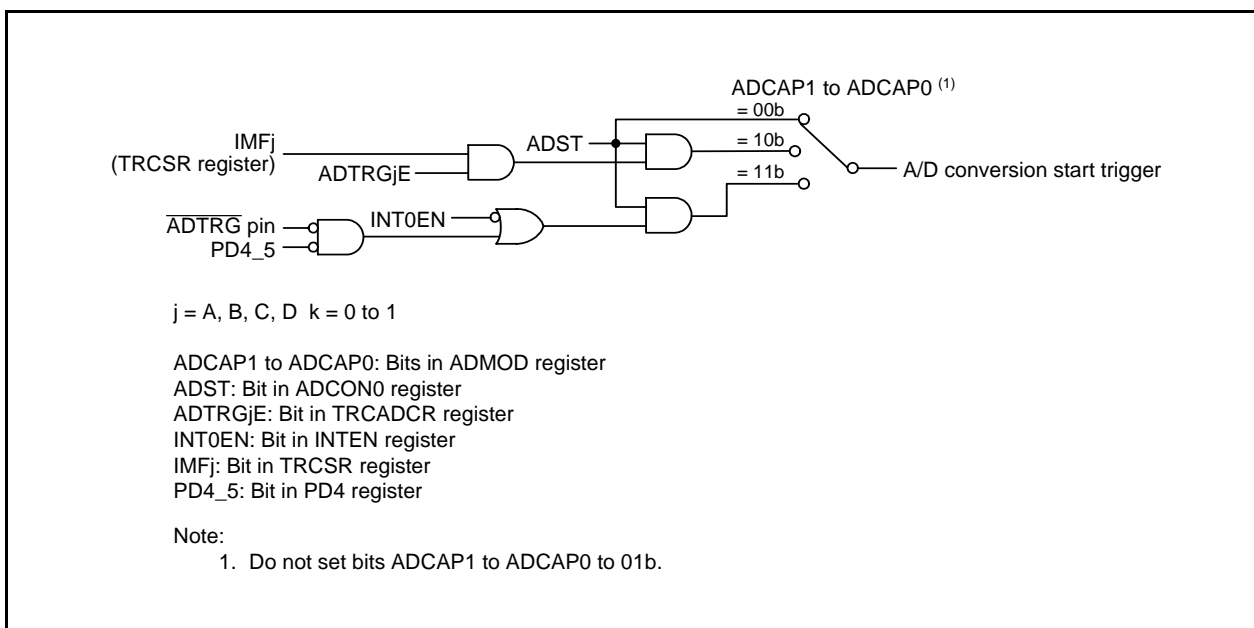 ADCAP1 to ADCAP0 (1)
= 00b
IMFj
(TRCSR register)
ADST
= 10b
ADTRGjE
A/D conversion start trigger
= 11b
ADTRG pin
INT0EN
PD4_5
j = A, B, C, D k = 0 to 1
ADCAP1 to ADCAP0: Bits in ADMOD register
ADST: Bit in ADCON0 register
ADTRGjE: Bit in TRCADCR register
INT0EN: Bit in INTEN register
IMFj: Bit in TRCSR register
PD4_5: Bit in PD4 register
Note:
1. Do not set bits ADCAP1 to ADCAP0 to 01b.